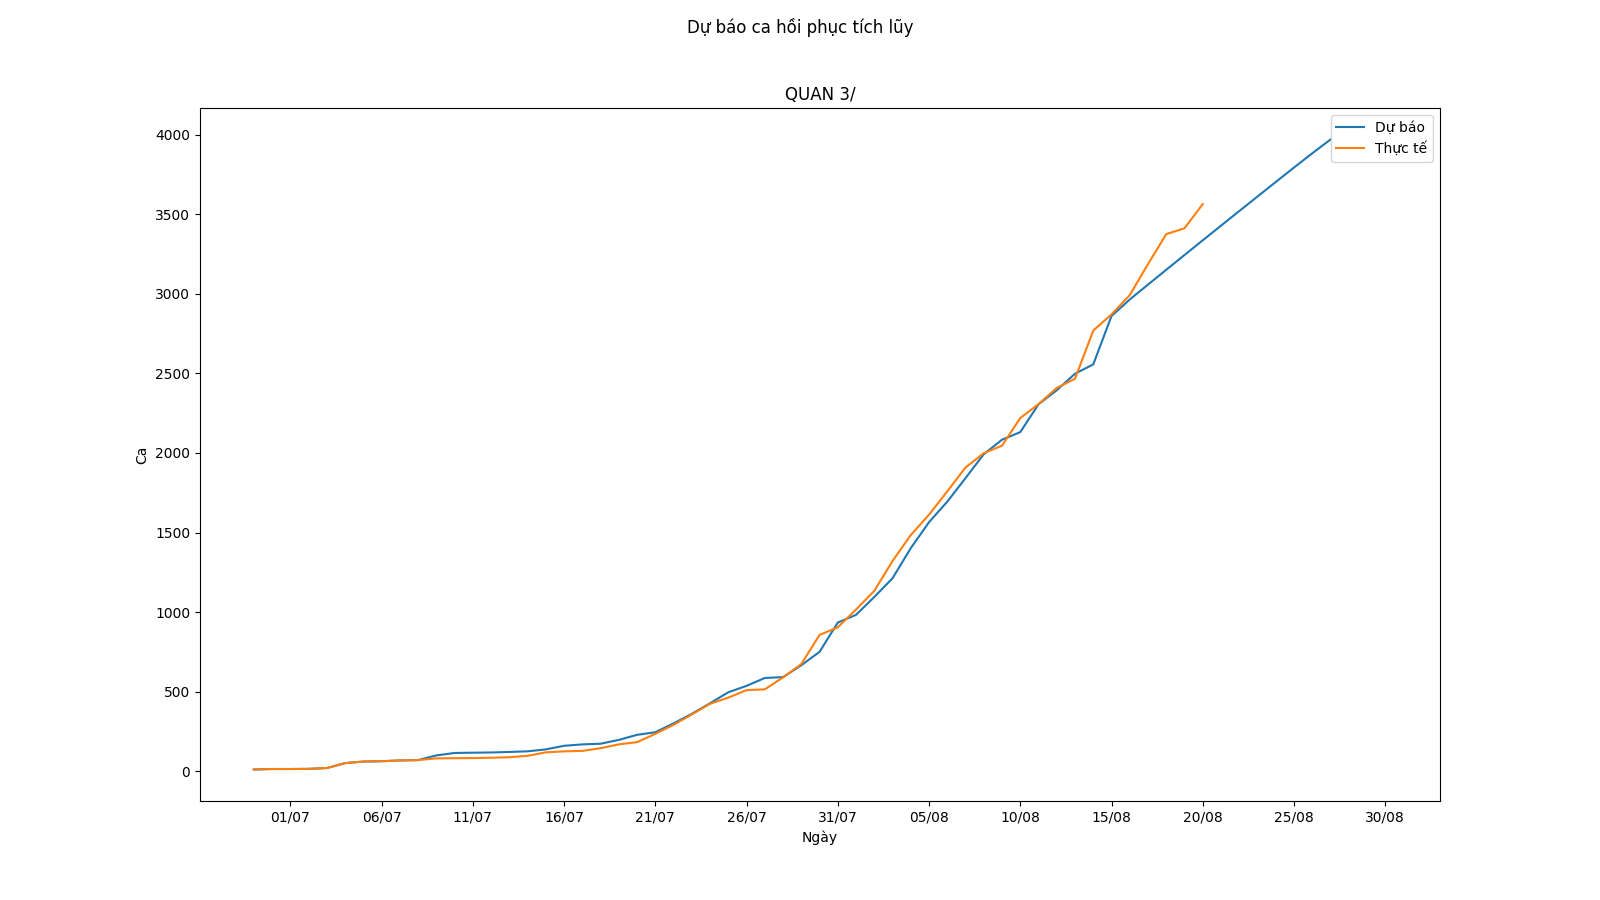 Dự báo ca hồi phục tích lũy
QUAN 3/
Dự báo
Thực tế
4000
3500
3000
2500
2000
1500
1000
500
0
Ca
01/07 06/07 11/07 16/07 21/07 26/07 31/07 05/08 10/08 15/08 20/08 25/08 30/08
Ngày